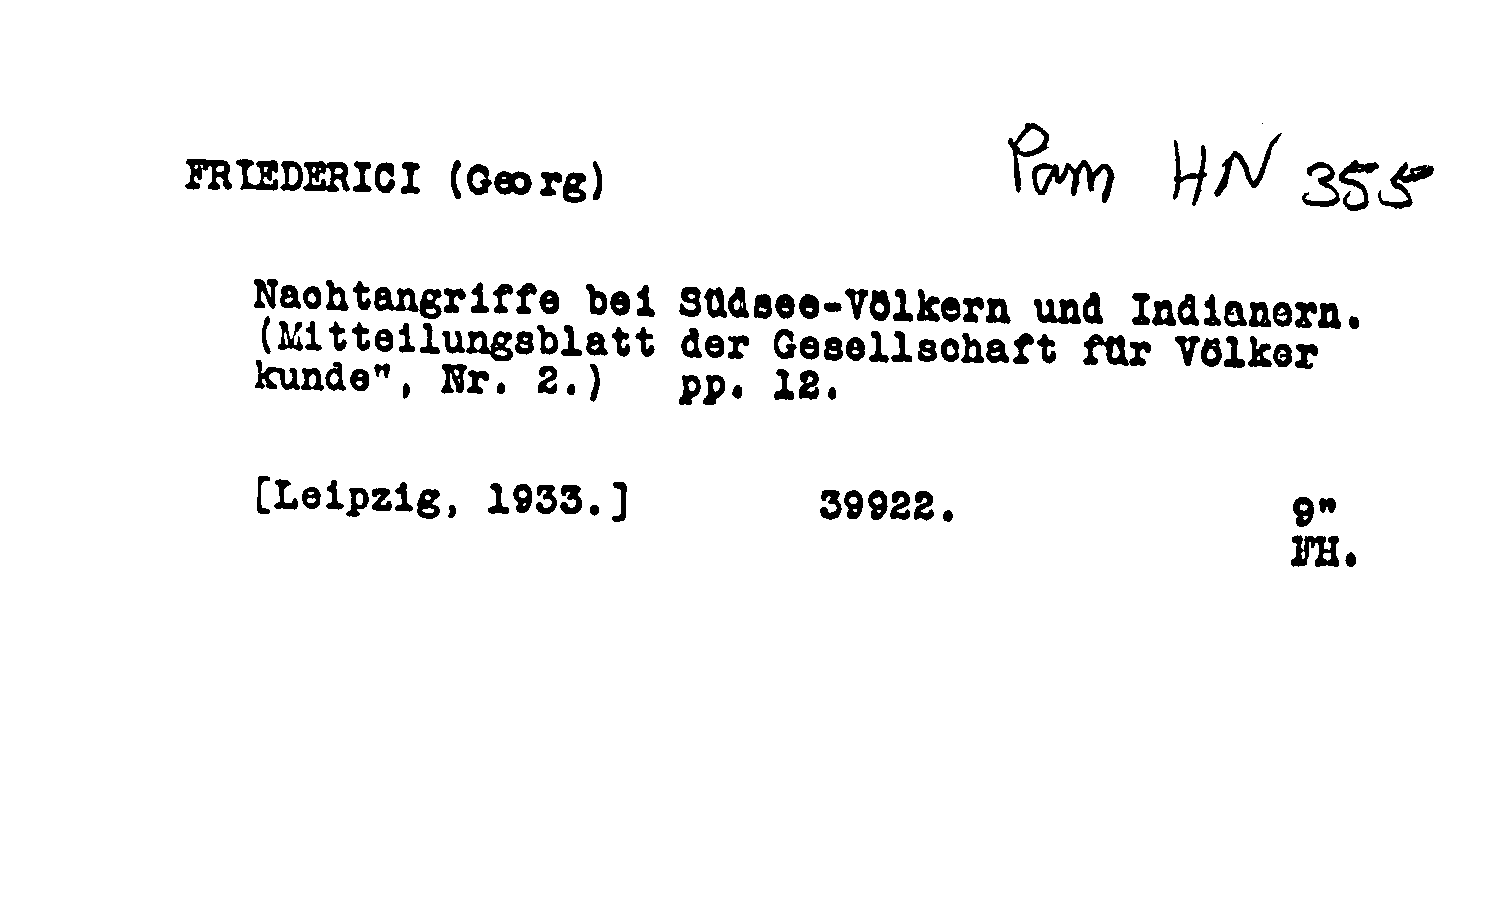 FRIEDERICI (Georg) Pam HN 355
Nachtangriffe bei Südsee-Völkern und Indianern.
(Mitteilungsblatt der Gesellschaft für Völker
kunde", Nr. 2.) pp. 12.
[Leipzig, 1933.] 39922. 9"
FH.